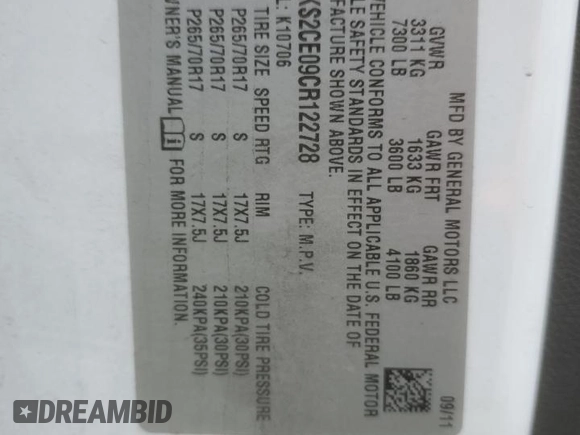 MFD BY GENERAL MOTORS LLC 09/11
GVWR GAWR FRT GAWR RR
3311 KG 1633 KG 1860 KG
7300 LB 3600 LB 4100 LB
VEHICLE CONFORMS TO ALL APPLICABLE U.S. FEDERAL MOTOR
LE SAFETY STANDARDS IN EFFECT ON THE DATE OF
FACTURE SHOWN ABOVE.
KS2CE09CR122728 TYPE: M.P.V.
L: K10706
TIRE SIZE SPEED RTG RIM COLD TIRE PRESSURE
P265/70R17 S 17X7.5J 210KPA(30PSI)
P265/70R17 S 17X7.5J 210KPA(30PSI)
P265/70R17 S 17X7.5J 240KPA(35PSI)
WNER'S MANUAL FOR MORE INFORMATION.
DREAMBID